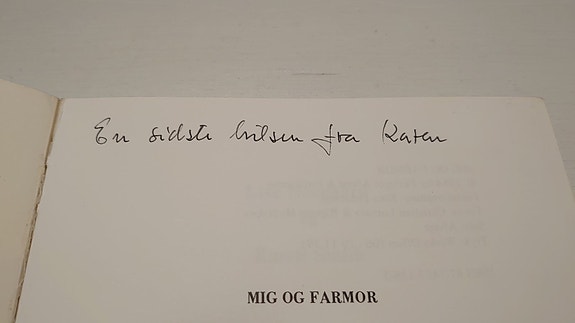 En sidste hilsen fra Karen
MIG OG FARMOR